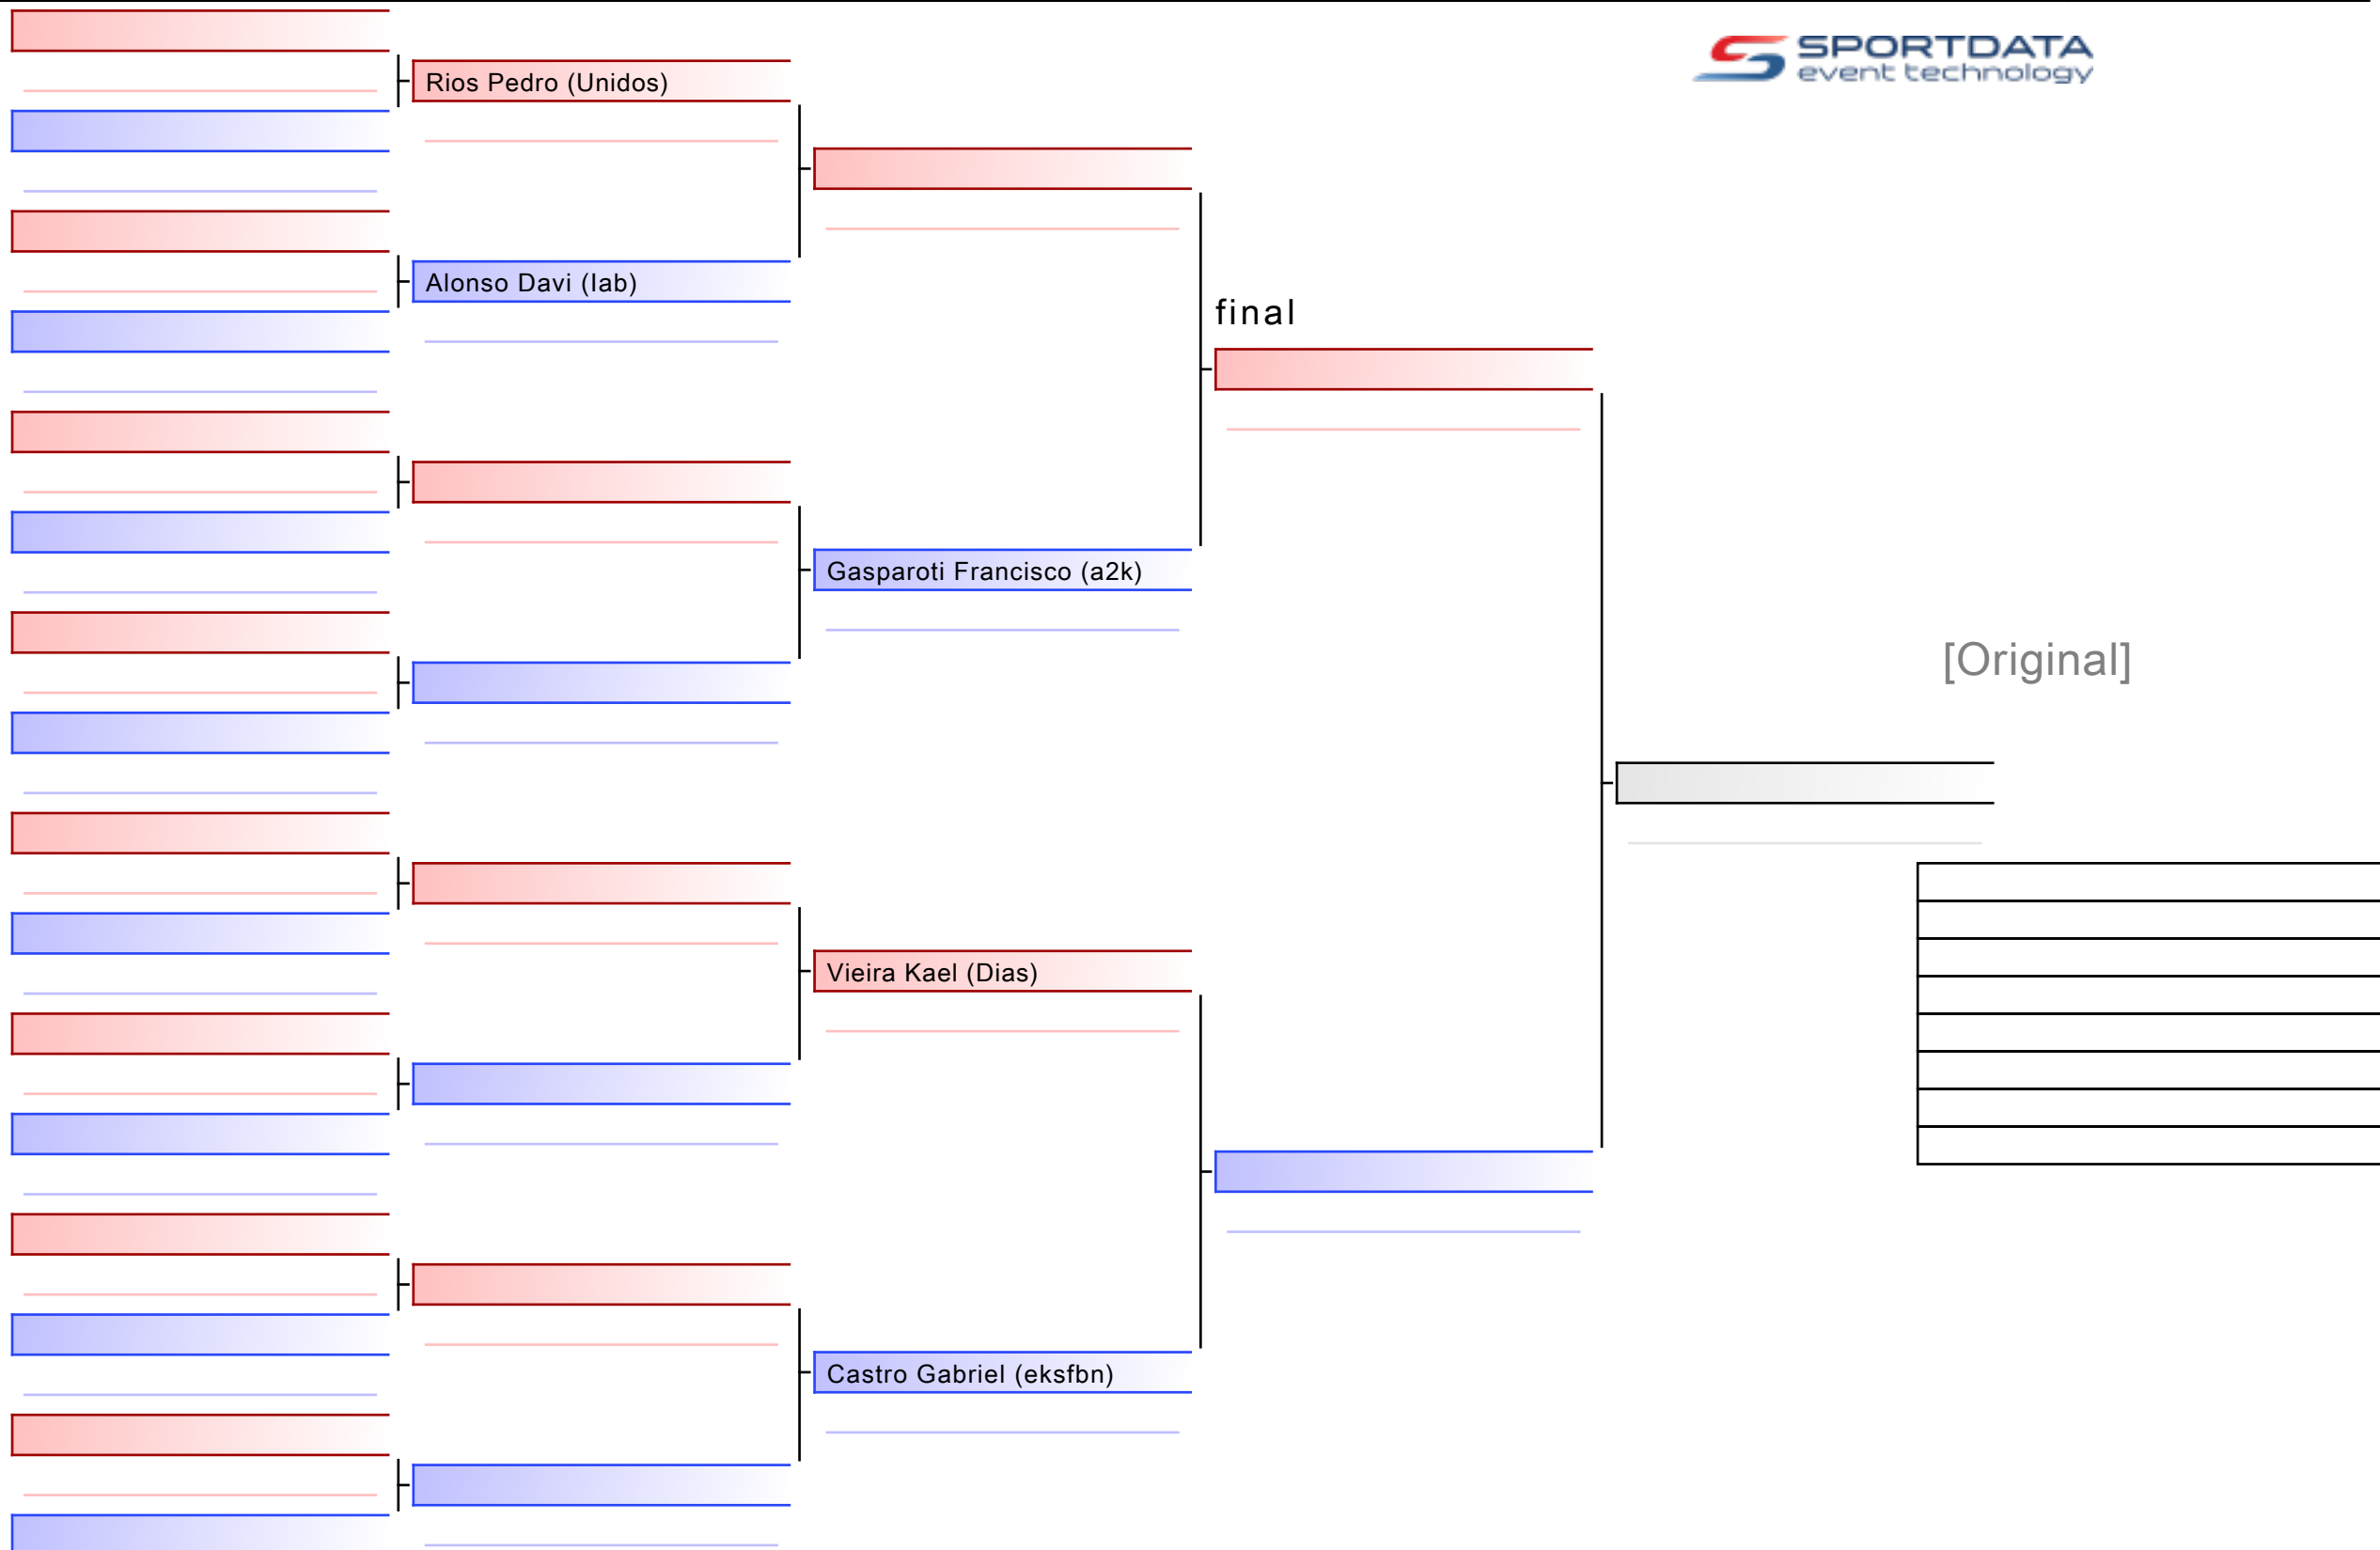 SPORTDATA
event technology
Rios Pedro (Unidos)
Alonso Davi (Iab)
final
Gasparoti Francisco (a2k)
[Original]
Vieira Kael (Dias)
Castro Gabriel (eksfbn)